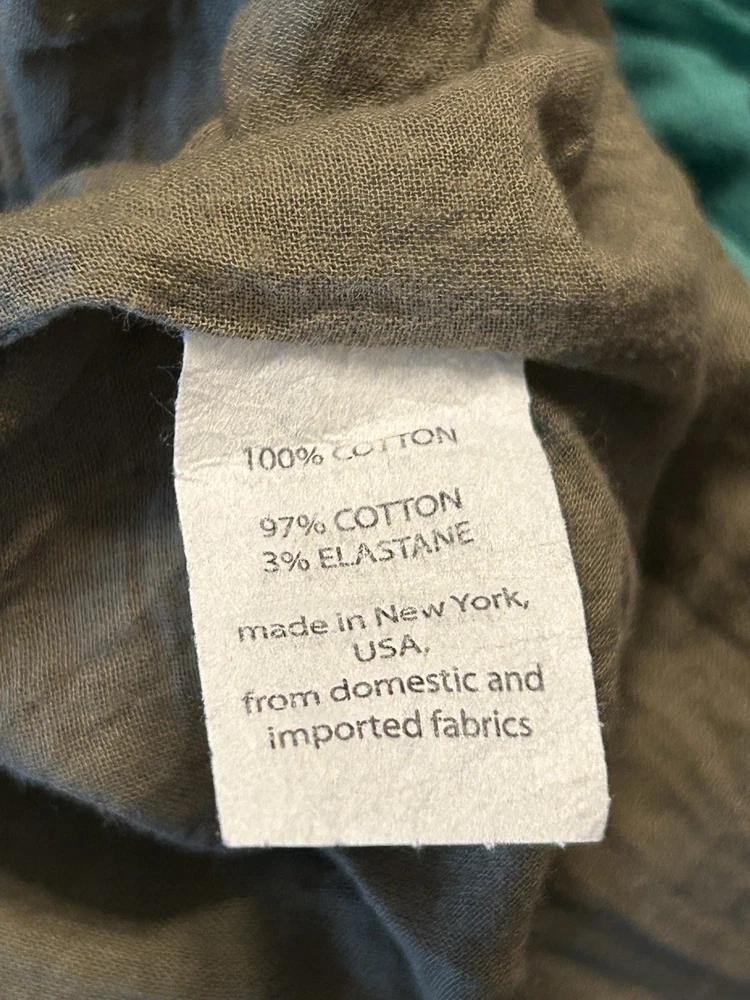 100% COTTON
97% COTTON
3% ELASTANE
made in New York,
USA,
from domestic and
imported fabrics